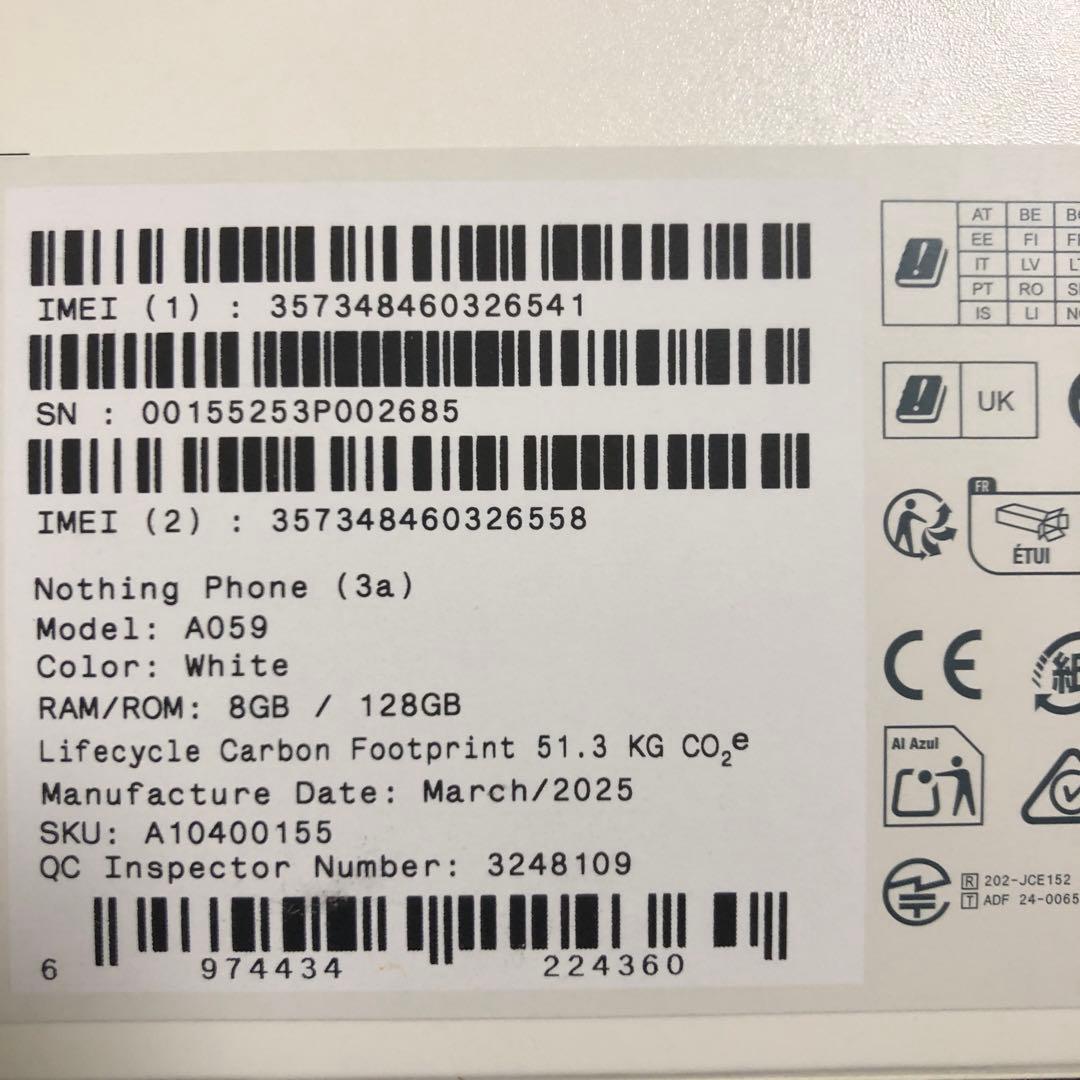 IMEI (1) : 357348460326541
SN : 00155253P002685
IMEI (2) : 357348460326558
Nothing Phone (3a)
Model: A059
Color: White
RAM/ROM: 8GB / 128GB
Lifecycle Carbon Footprint 51.3 KG CO₂e
Manufacture Date: March/2025
SKU: A10400155
QC Inspector Number: 3248109
6 974434 224360
AT BE
EE FI
IT LV
PT RO
IS LI
UK
FR
ÉTUI
CE
紙
Al Azul
R 202-JCE152
T ADF 24-0065